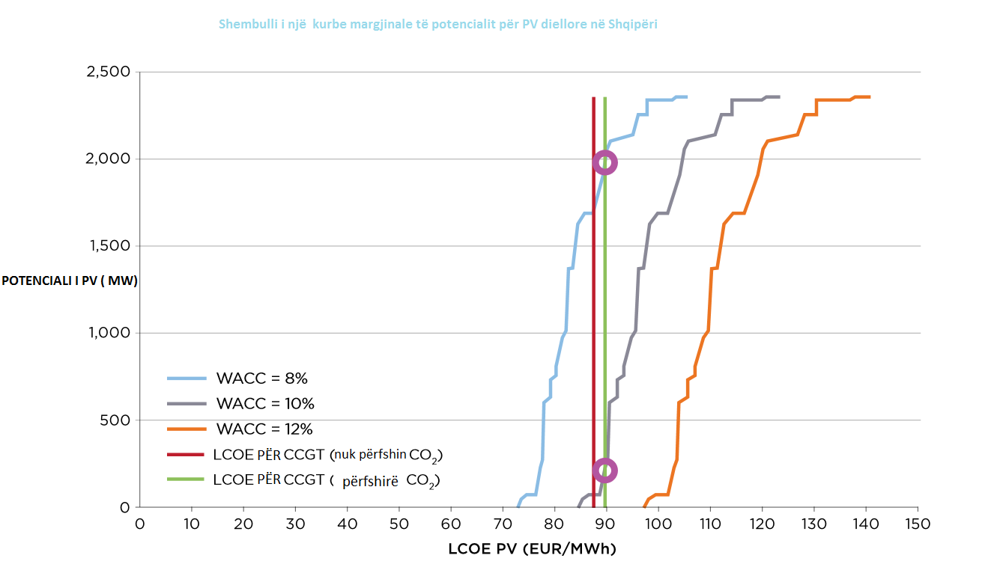 Shembulli i një kurbe margjinale të potencialit për PV diellore në Shqipëri
2,500
2,000
1,500
POTENCIALI I PV ( MW)
1,000
500
0
WACC = 8%
WACC = 10%
WACC = 12%
LCOE PËR CCGT (nuk përfshin CO2)
LCOE PËR CCGT ( përfshirë CO2)
0 10 20 30 40 50 60 70 80 90 100 110 120 130 140 150
LCOE PV (EUR/MWh)